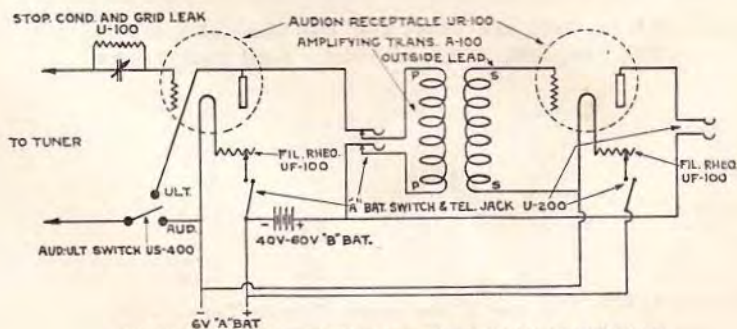 STOP. COND. AND GRID LEAK
U-100
AUDION RECEPTACLE UR-100
AMPLIFYING TRANS. A-100
OUTSIDE LEAD
P
S
TO TUNER
FIL. RHEO.
UF-100
FIL. RHEO.
UF-100
P
S
ULT.
"A" BAT. SWITCH & TEL. JACK U-200
AUD.
- +
40V-60V "B" BAT.
AUD:ULT SWITCH US-400
- +
6V "A" BAT